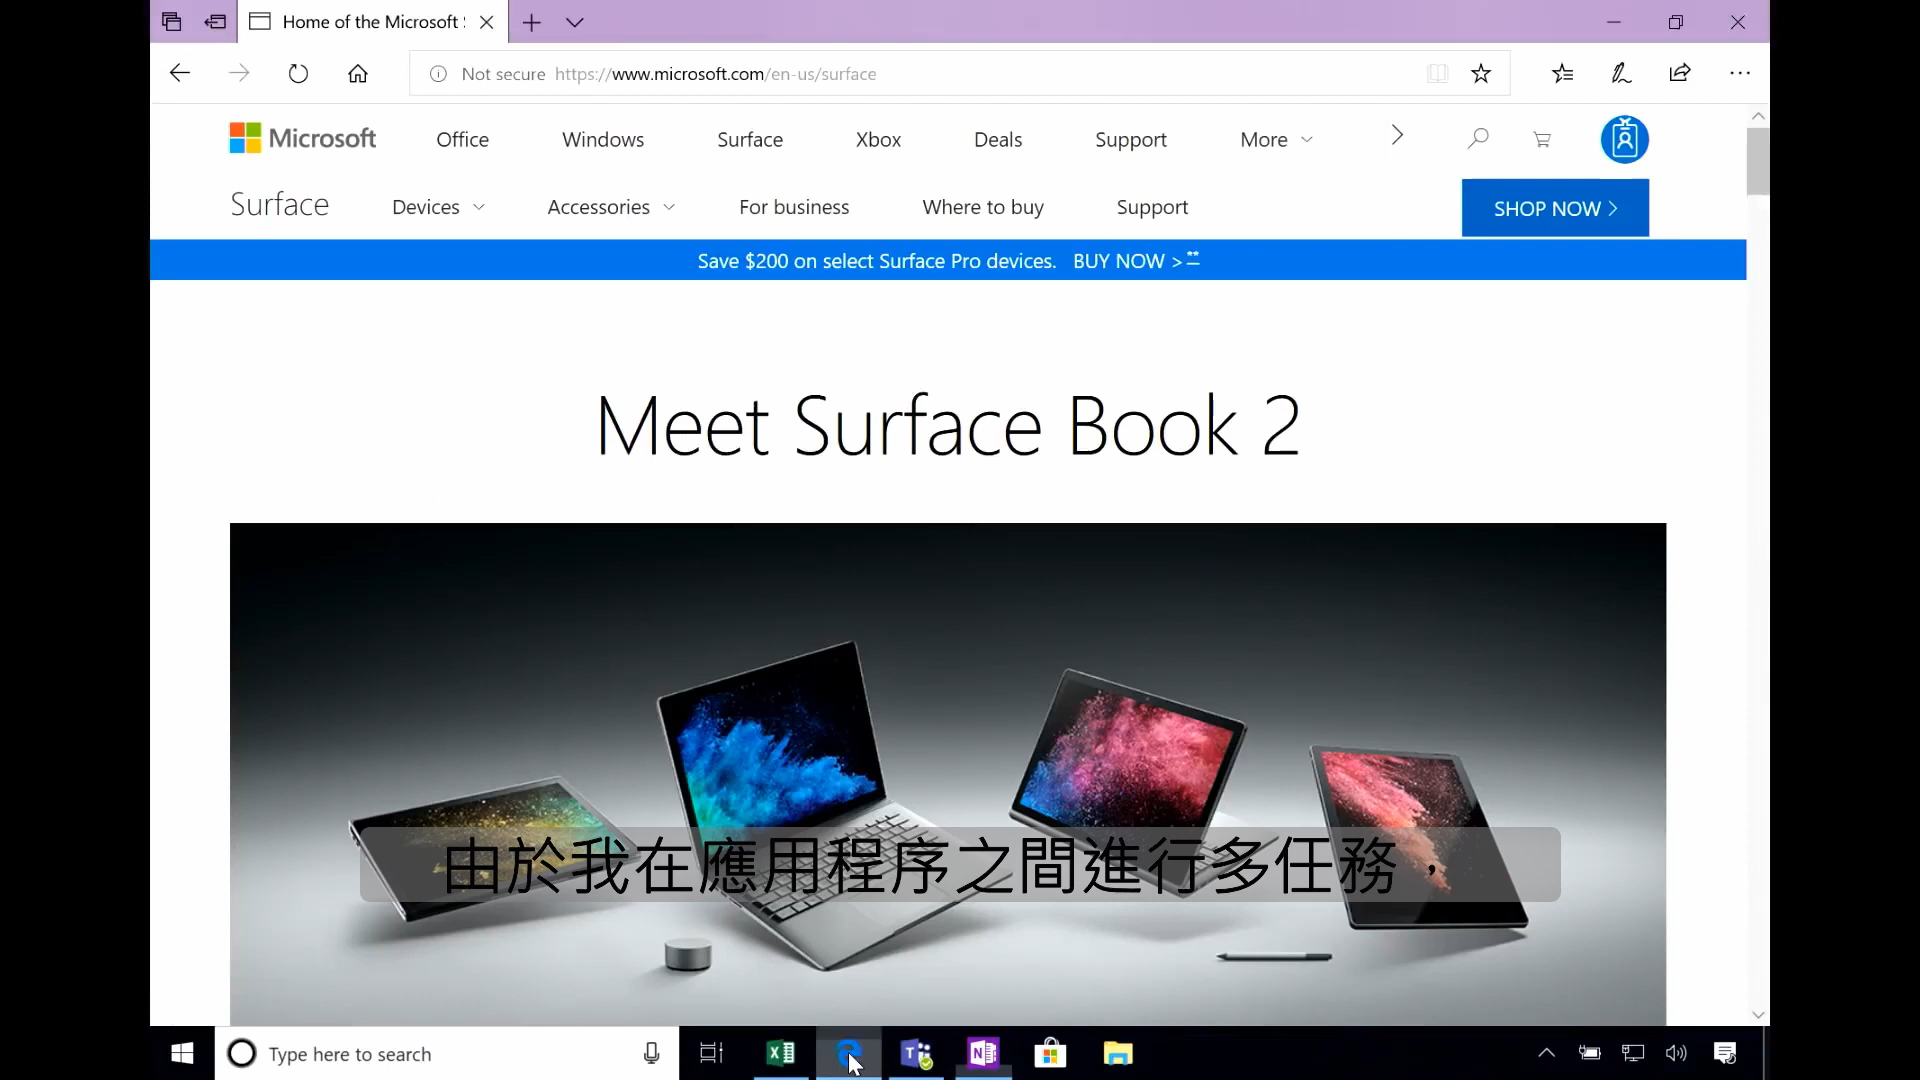 Home of the Microsoft
Not secure https://www.microsoft.com/en-us/surface
Microsoft Office Windows Surface Xbox Deals Support More
Surface Devices Accessories For business Where to buy Support SHOP NOW
Save $200 on select Surface Pro devices. BUY NOW > **
Meet Surface Book 2
由於我在應用程序之間進行多任務，
Type here to search